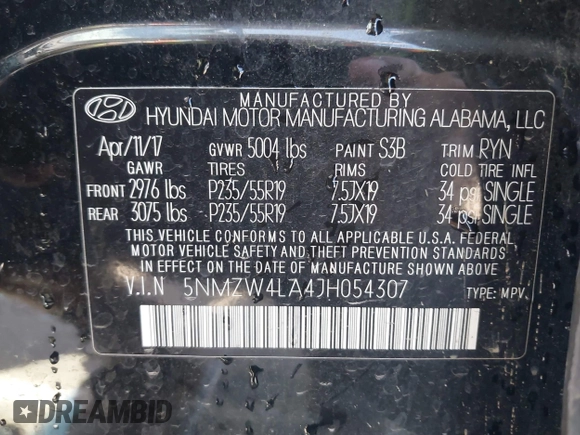 MANUFACTURED BY
HYUNDAI MOTOR MANUFACTURING ALABAMA, LLC
Apr/11/17 GVWR 5004 lbs PAINT S3B TRIM RYN
GAWR TIRES RIMS COLD TIRE INFL
FRONT 2976 lbs P235/55R19 7.5JX19 34 psi SINGLE
REAR 3075 lbs P235/55R19 7.5JX19 34 psi SINGLE
THIS VEHICLE CONFORMS TO ALL APPLICABLE U.S.A. FEDERAL
MOTOR VEHICLE SAFETY AND THEFT PREVENTION STANDARDS
IN EFFECT ON THE DATE OF MANUFACTURE SHOWN ABOVE.
V.I.N 5NMZW4LA4JH054307 TYPE: MPV
DREAMBID